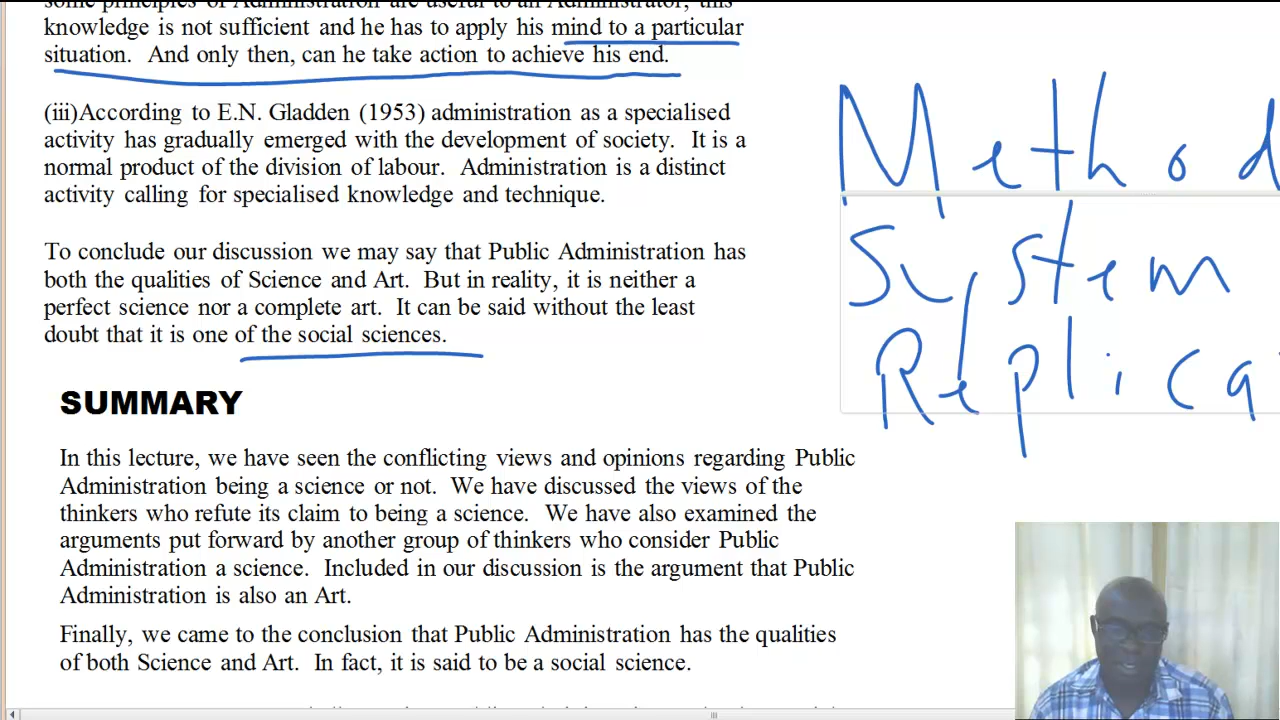 some principles of Administration are useful to an Administrator, this
knowledge is not sufficient and he has to apply his mind to a particular
situation. And only then, can he take action to achieve his end.
(iii)According to E.N. Gladden (1953) administration as a specialised
activity has gradually emerged with the development of society. It is a
normal product of the division of labour. Administration is a distinct
activity calling for specialised knowledge and technique.
To conclude our discussion we may say that Public Administration has
both the qualities of Science and Art. But in reality, it is neither a
perfect science nor a complete art. It can be said without the least
doubt that it is one of the social sciences.
SUMMARY
In this lecture, we have seen the conflicting views and opinions regarding Public
Administration being a science or not. We have discussed the views of the
thinkers who refute its claim to being a science. We have also examined the
arguments put forward by another group of thinkers who consider Public
Administration a science. Included in our discussion is the argument that Public
Administration is also an Art.
Finally, we came to the conclusion that Public Administration has the qualities
of both Science and Art. In fact, it is said to be a social science.
Method
System
Replica